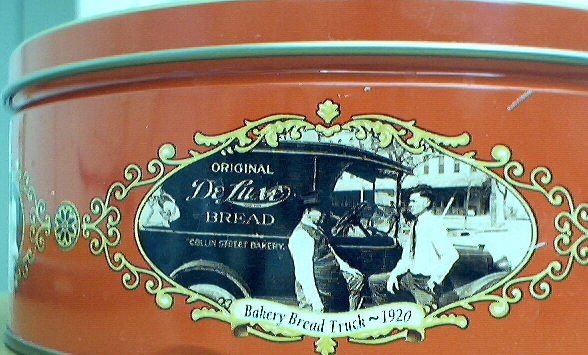 ORIGINAL
DeLuxe
BREAD
COLLIN STREET BAKERY.
Bakery Bread Truck ~ 1920